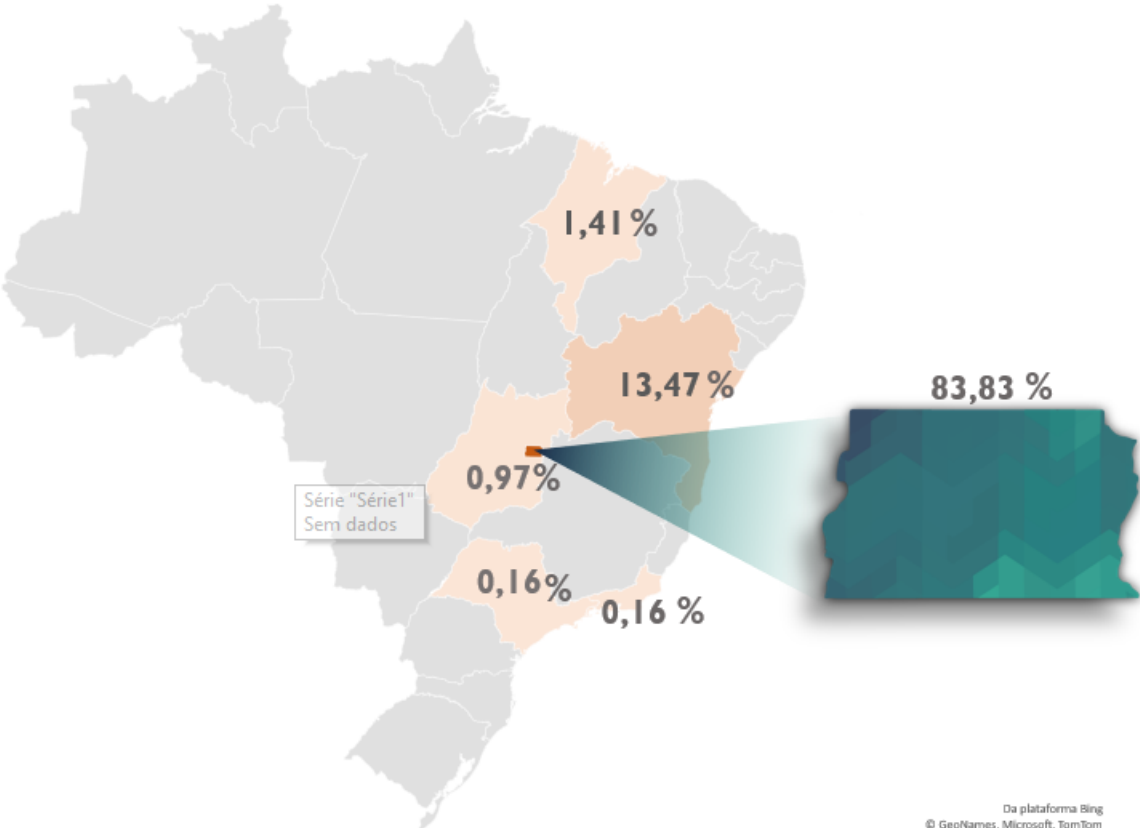 1,41 %
13,47 %
83,83 %
0,97%
Série "Série1"
Sem dados
0,16 %
0,16 %
Da plataforma Bing
© GeoNames, Microsoft, TomTom